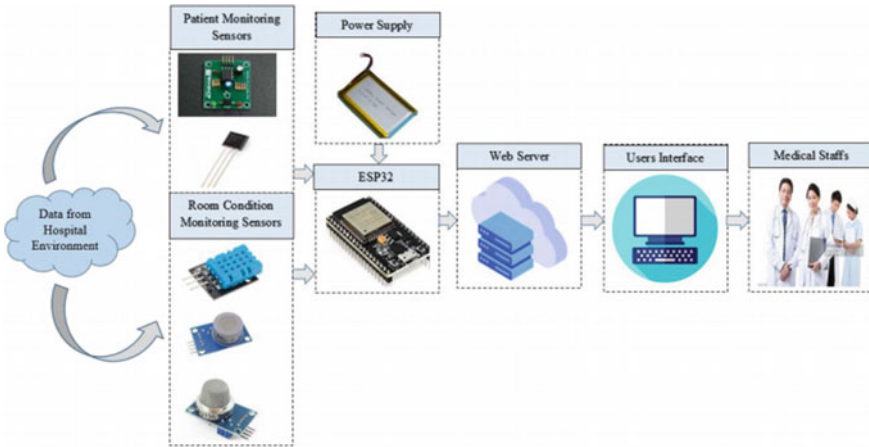 Patient Monitoring
Sensors
Power Supply
Data from
Hospital
Environment
Room Condition
Monitoring Sensors
ESP32
Web Server
Users Interface
Medical Staffs